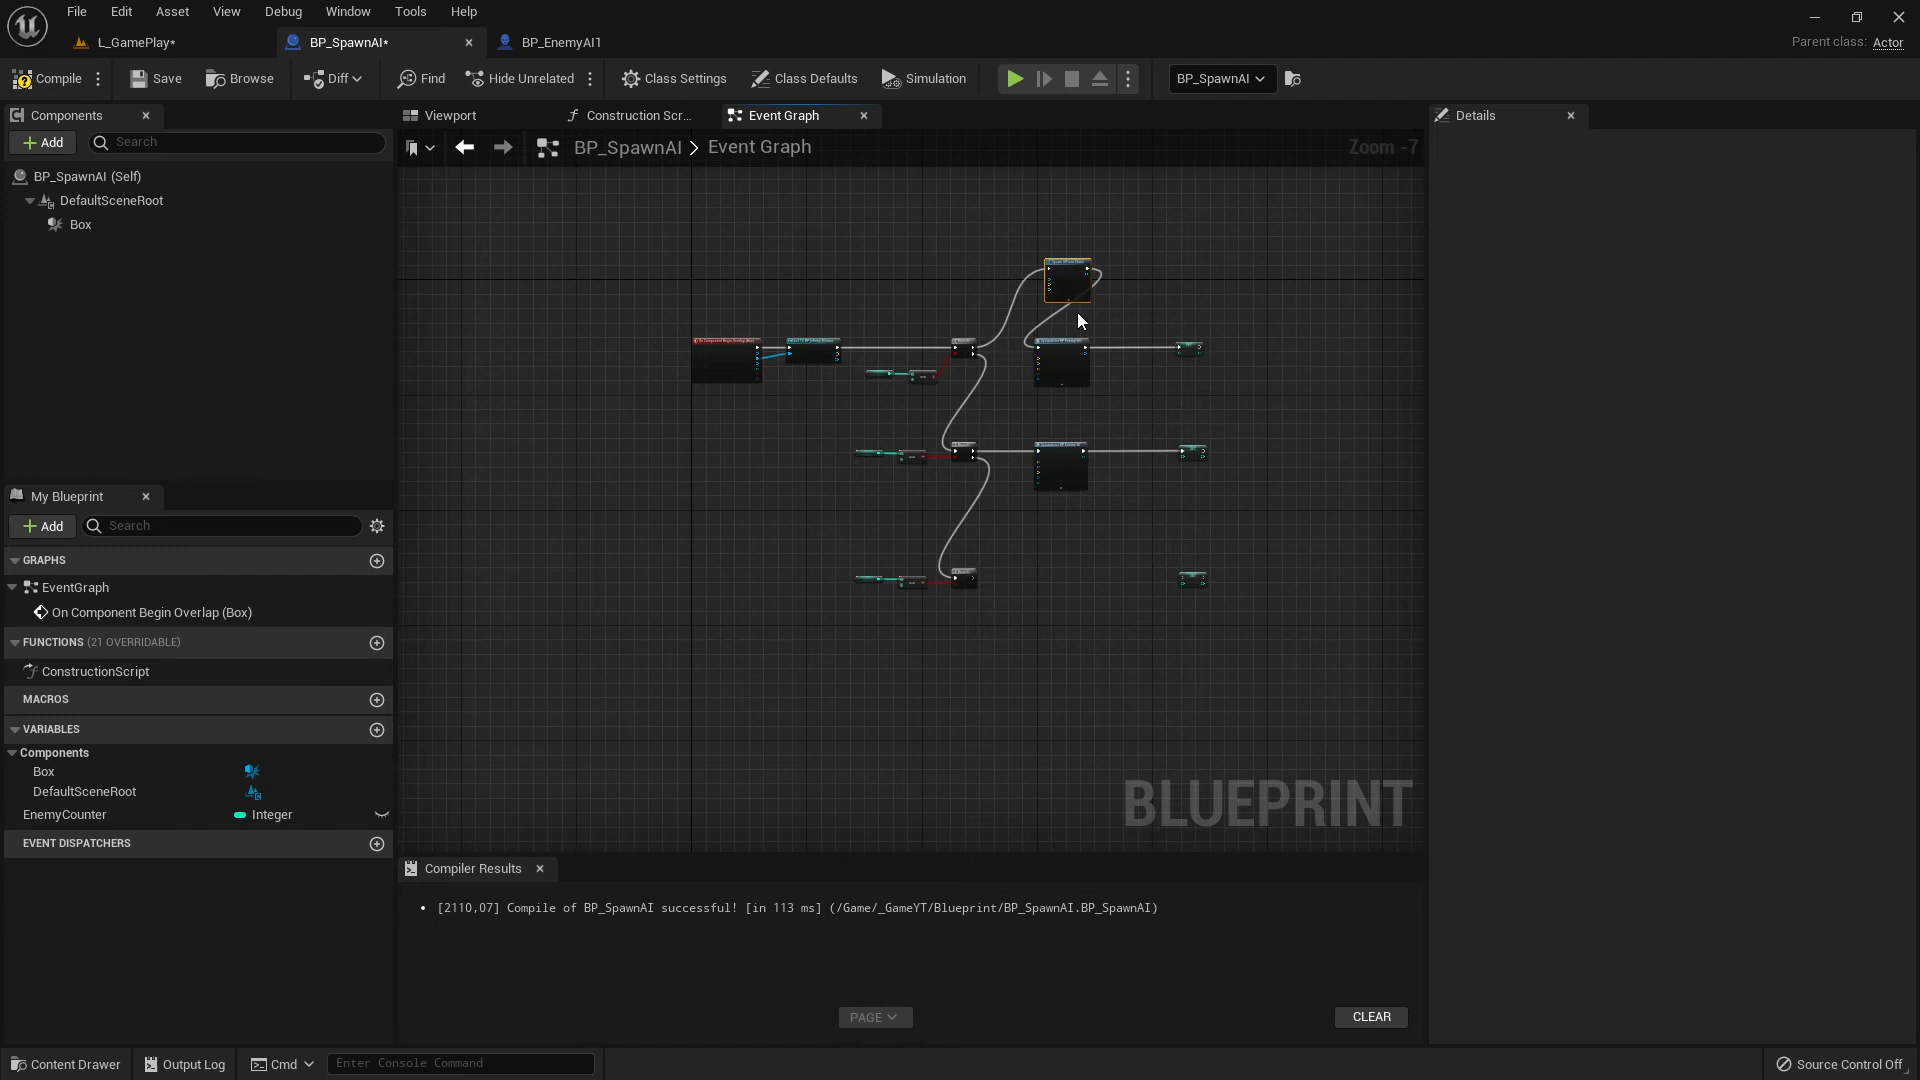 File Edit Asset View Debug Window Tools Help
L_GamePlay*
BP_SpawnAI*
BP_EnemyAI1
Parent class: Actor
Compile
Save
Browse
Diff
Find
Hide Unrelated
Class Settings
Class Defaults
Simulation
BP_SpawnAI
Components
Viewport
Construction Scr...
Event Graph
Details
Add
Search
BP_SpawnAI > Event Graph
Zoom -7
BP_SpawnAI (Self)
DefaultSceneRoot
Box
My Blueprint
Add
Search
GRAPHS
EventGraph
On Component Begin Overlap (Box)
FUNCTIONS (21 OVERRIDABLE)
ConstructionScript
MACROS
VARIABLES
Components
Box
DefaultSceneRoot
EnemyCounter Integer
EVENT DISPATCHERS
BLUEPRINT
Compiler Results
• [2110,07] Compile of BP_SpawnAI successful! [in 113 ms] (/Game/_GameYT/Blueprint/BP_SpawnAI.BP_SpawnAI)
PAGE
CLEAR
Content Drawer
Output Log
Cmd
Enter Console Command
Source Control Off